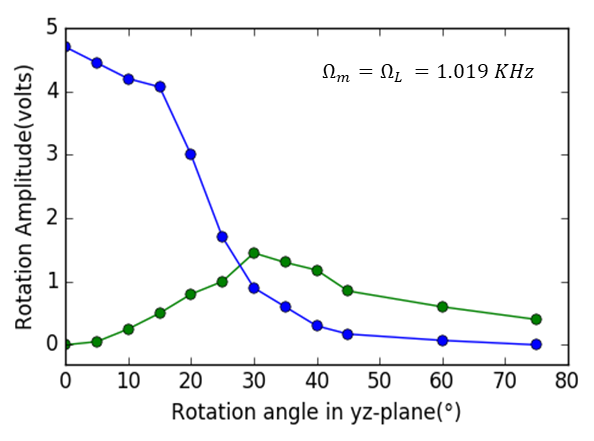 5
4
3
2
1
0
Rotation Amplitude(volts)
Ωₘ = Ω_L = 1.019 KHz
0 10 20 30 40 50 60 70 80
Rotation angle in yz-plane(°)